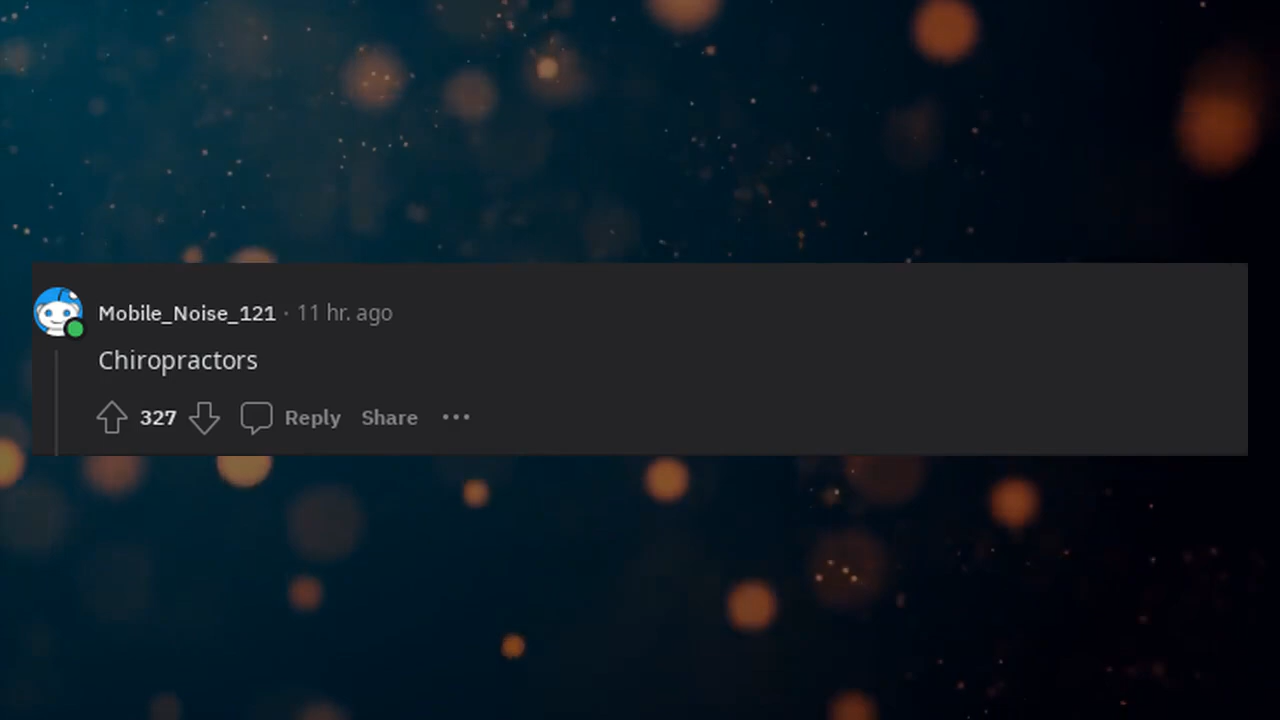 Mobile_Noise_121 · 11 hr. ago
Chiropractors
327 Reply Share ···